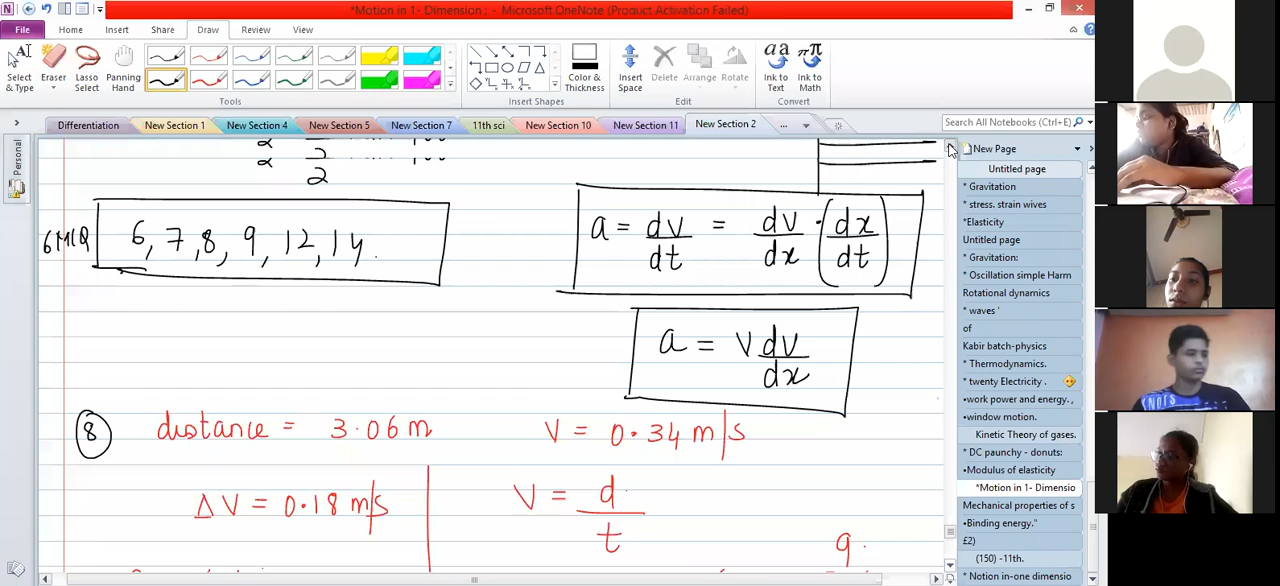 *Motion in 1- Dimension : - Microsoft OneNote (Product Activation Failed)
File Home Insert Share Draw Review View
Select & Type
Eraser
Lasso Select
Panning Hand
Color & Thickness
Insert Space
Delete
Arrange
Rotate
Ink to Text
Ink to Math
Tools
Insert Shapes
Edit
Convert
Differentiation New Section 1 New Section 4 New Section 5 New Section 7 11th sci New Section 10 New Section 11 New Section 2 ...
Search All Notebooks (Ctrl+E)
Personal
New Page
Untitled page
* Gravitation
* stress. strain wives
*Elasticity
Untitled page
* Gravitation:
* Oscillation simple Harm
Rotational dynamics
* waves '
of
Kabir batch-physics
* Thermodynamics.
* twenty Electricity .
•work power and energy. ,
•window motion.
Kinetic Theory of gases.
* DC paunchy - donuts:
•Modulus of elasticity
*Motion in 1- Dimensio
Mechanical properties of s
•Binding energy."
£2)
(150) -11th.
* Notion in-one dimensio
6 MCQ 6, 7, 8, 9, 12, 14.
a = dv/dt = dv/dx · (dx/dt)
a = v dv/dx
8 distance = 3.06 m v = 0.34 m/s
Δv = 0.18 m/s v = d/t
9.